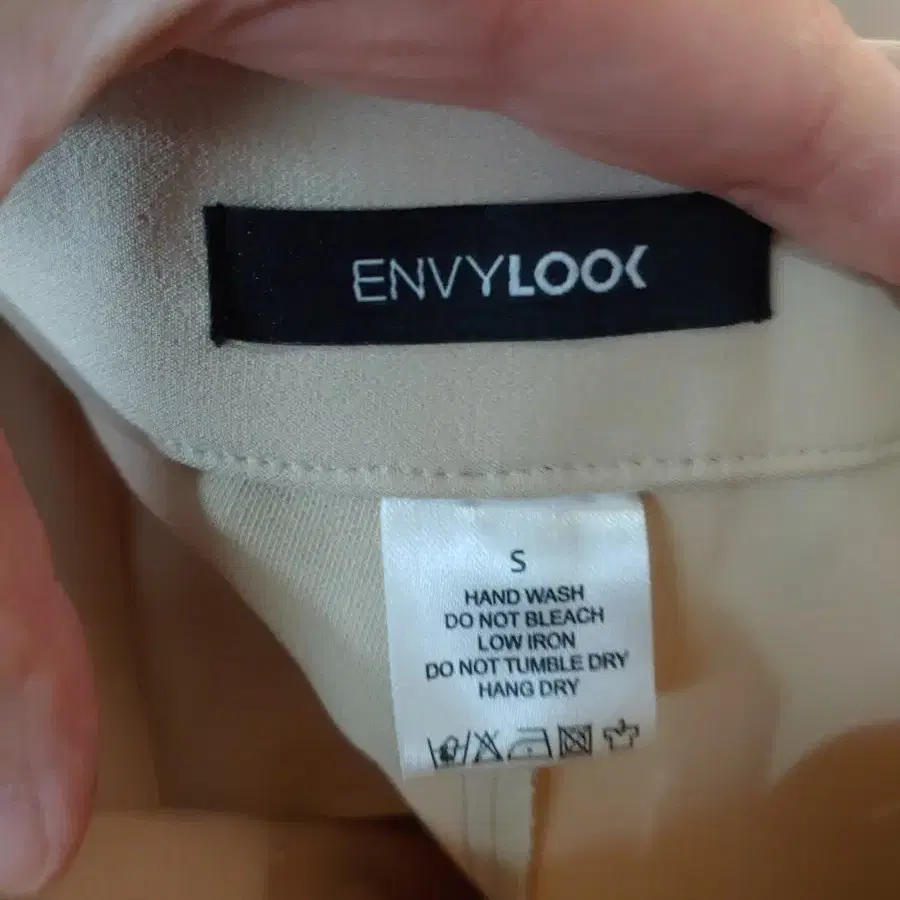 ENVYLOOK
S
HAND WASH
DO NOT BLEACH
LOW IRON
DO NOT TUMBLE DRY
HANG DRY